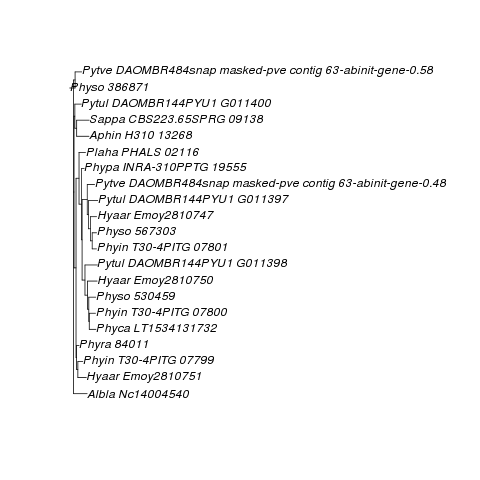 Pytve DAOMBR484snap masked-pve contig 63-abinit-gene-0.58
Physo 386871
Pytul DAOMBR144PYU1 G011400
Sappa CBS223.65SPRG 09138
Aphin H310 13268
Plaha PHALS 02116
Phypa INRA-310PPTG 19555
Pytve DAOMBR484snap masked-pve contig 63-abinit-gene-0.48
Pytul DAOMBR144PYU1 G011397
Hyaar Emoy2810747
Physo 567303
Phyin T30-4PITG 07801
Pytul DAOMBR144PYU1 G011398
Hyaar Emoy2810750
Physo 530459
Phyin T30-4PITG 07800
Phyca LT1534131732
Phyra 84011
Phyin T30-4PITG 07799
Hyaar Emoy2810751
Albla Nc14004540